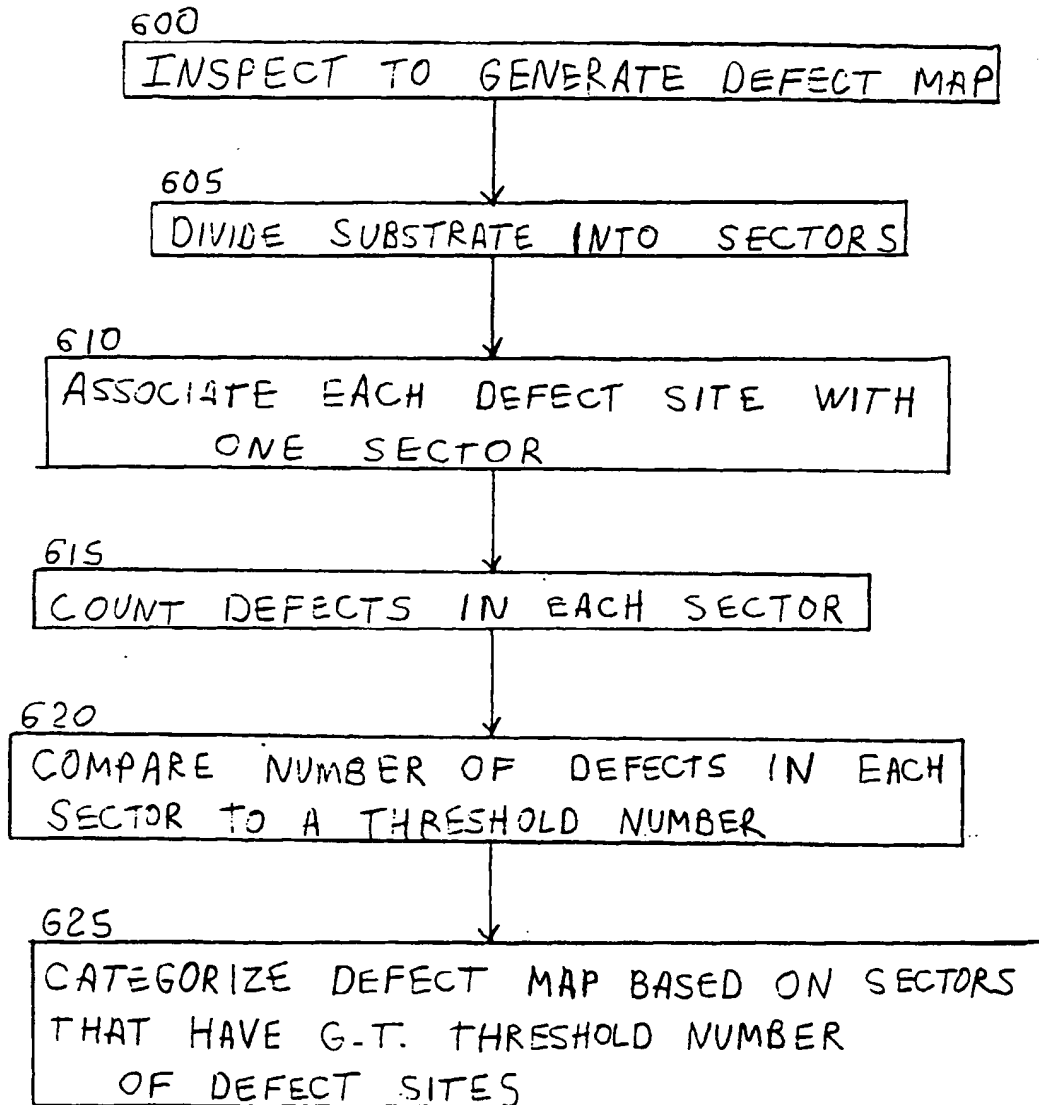 600
INSPECT TO GENERATE DEFECT MAP
605
DIVIDE SUBSTRATE INTO SECTORS
610
ASSOCIATE EACH DEFECT SITE WITH
ONE SECTOR
615
COUNT DEFECTS IN EACH SECTOR
620
COMPARE NUMBER OF DEFECTS IN EACH
SECTOR TO A THRESHOLD NUMBER
625
CATEGORIZE DEFECT MAP BASED ON SECTORS
THAT HAVE G.T. THRESHOLD NUMBER
OF DEFECT SITES